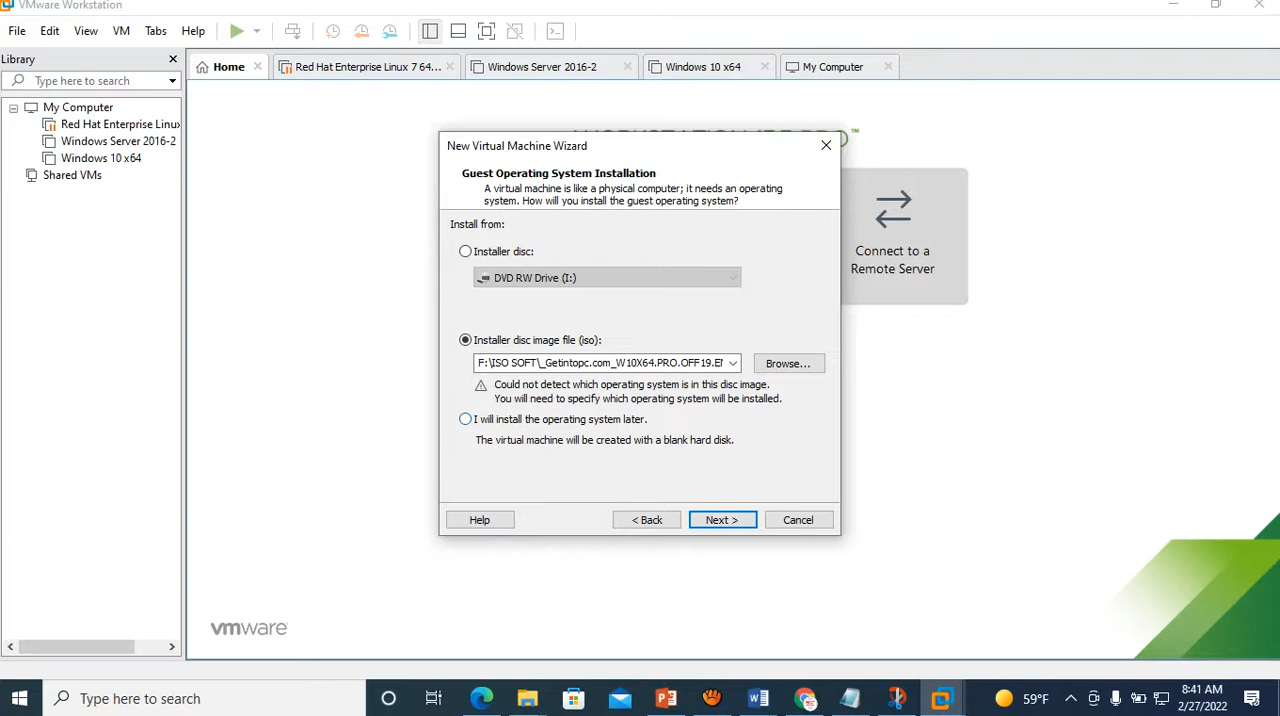 VMware Workstation
File Edit View VM Tabs Help
Library
Type here to search
My Computer
Red Hat Enterprise Linux
Windows Server 2016-2
Windows 10 x64
Shared VMs
Home
Red Hat Enterprise Linux 7 64...
Windows Server 2016-2
Windows 10 x64
My Computer
New Virtual Machine Wizard
Guest Operating System Installation
A virtual machine is like a physical computer; it needs an operating
system. How will you install the guest operating system?
Install from:
Installer disc:
DVD RW Drive (I:)
Installer disc image file (iso):
F:\ISO SOFT\_Getintopc.com_W10X64.PRO.OFF19.EN
Browse...
Could not detect which operating system is in this disc image.
You will need to specify which operating system will be installed.
I will install the operating system later.
The virtual machine will be created with a blank hard disk.
Help
< Back
Next >
Cancel
Connect to a
Remote Server
vmware
Type here to search
59°F
8:41 AM
2/27/2022